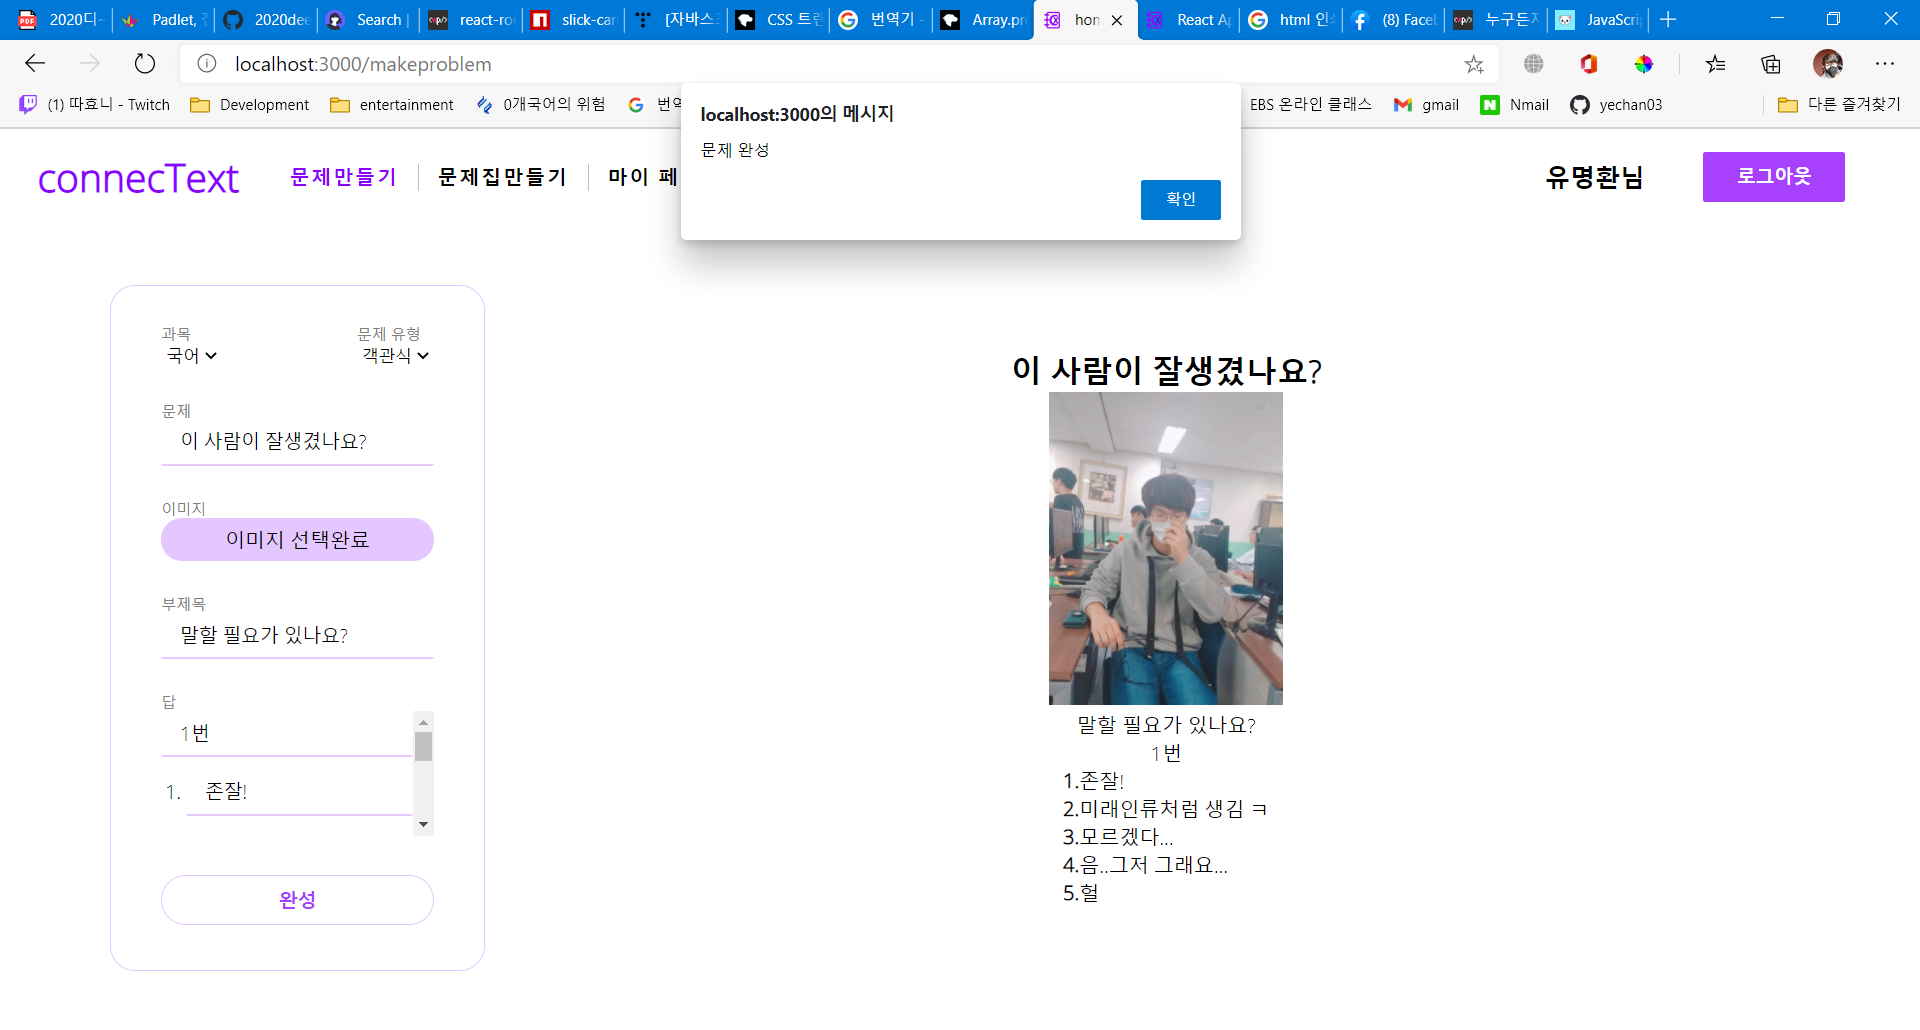 2020디
Padlet,
2020dee
Search
react-ro
slick-car
[자바스크
CSS 트린
번역기 -
Array.pr
hom
React Ap
html 인
(8) Faceb
누구든지
JavaScri
localhost:3000/makeproblem
(1) 따효니 - Twitch
Development
entertainment
0개국어의 위험
번역
EBS 온라인 클래스
gmail
Nmail
yechan03
다른 즐겨찾기
localhost:3000의 메시지
문제 완성
확인
connecText
문제만들기
문제집만들기
마이 페
유명환님
로그아웃
과목
문제 유형
국어
객관식
문제
이 사람이 잘생겼나요?
이미지
이미지 선택완료
부제목
말할 필요가 있나요?
답
1번
1. 존잘!
완성
이 사람이 잘생겼나요?
말할 필요가 있나요?
1번
1.존잘!
2.미래인류처럼 생김 ㅋ
3.모르겠다...
4.음..그저 그래요...
5.헐